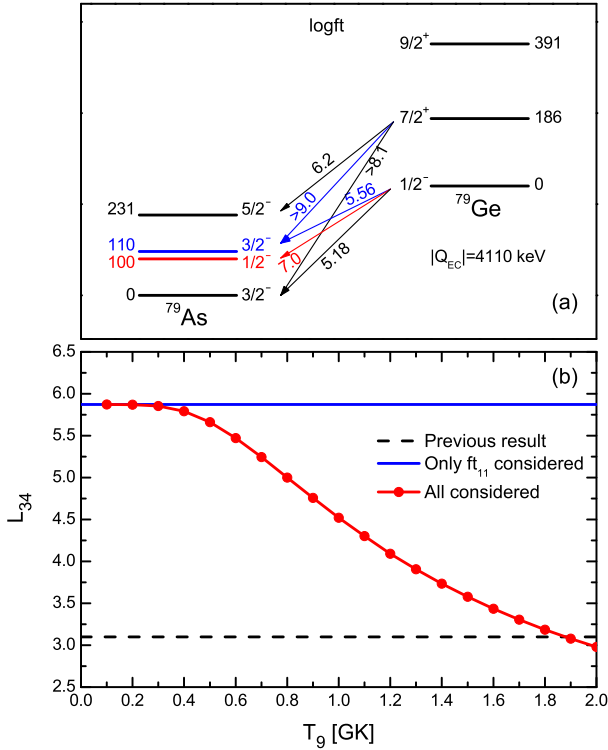 logft
9/2⁺ 391
7/2⁺ 186
6.2
>8.1
>9.0
231 5/2⁻
5.56
1/2⁻ 0
⁷⁹Ge
110 3/2⁻
100 1/2⁻
7.0
5.18
|Q_EC|=4110 keV
0 3/2⁻
⁷⁹As
(a)
6.5
6.0
5.5
5.0
4.5
4.0
3.5
3.0
2.5
L₃₄
(b)
Previous result
Only ft₁₁ considered
All considered
0.0 0.2 0.4 0.6 0.8 1.0 1.2 1.4 1.6 1.8 2.0
T₉ [GK]